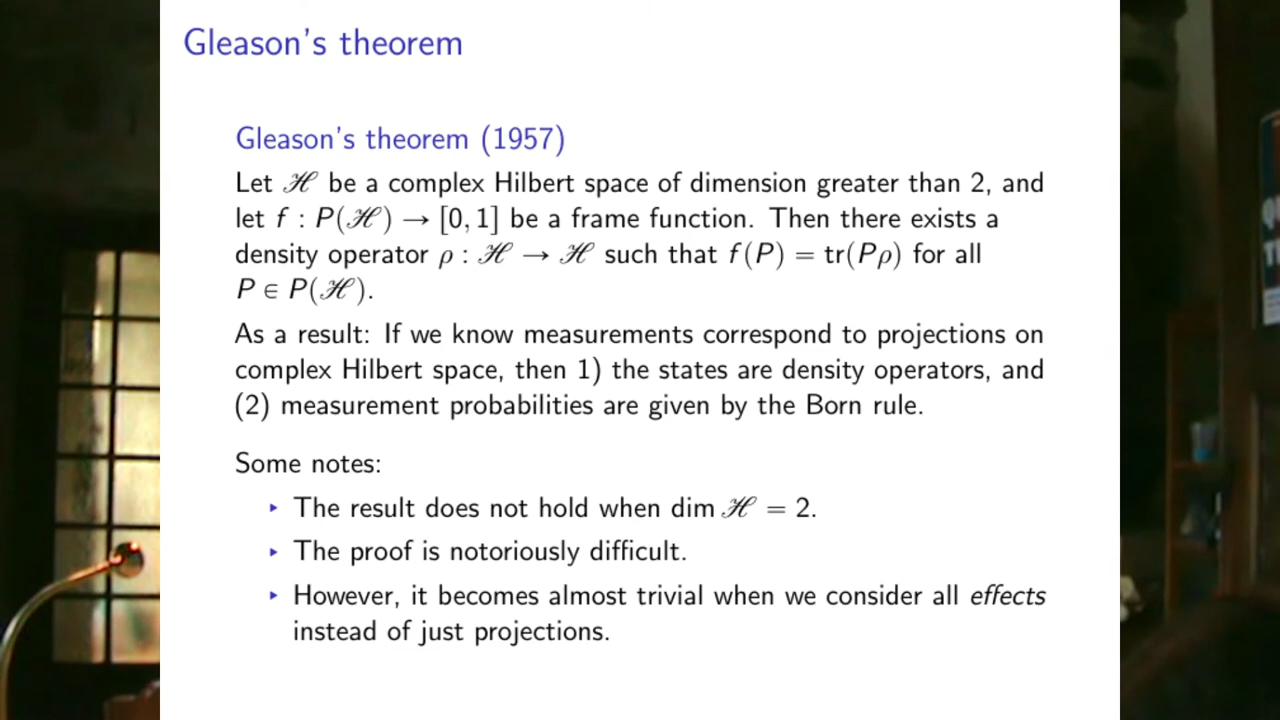 Gleason's theorem
Gleason's theorem (1957)
Let ℋ be a complex Hilbert space of dimension greater than 2, and
let f : P(ℋ) → [0, 1] be a frame function. Then there exists a
density operator ρ : ℋ → ℋ such that f(P) = tr(Pρ) for all
P ∈ P(ℋ).
As a result: If we know measurements correspond to projections on
complex Hilbert space, then 1) the states are density operators, and
(2) measurement probabilities are given by the Born rule.
Some notes:
▸ The result does not hold when dim ℋ = 2.
▸ The proof is notoriously difficult.
▸ However, it becomes almost trivial when we consider all effects
instead of just projections.